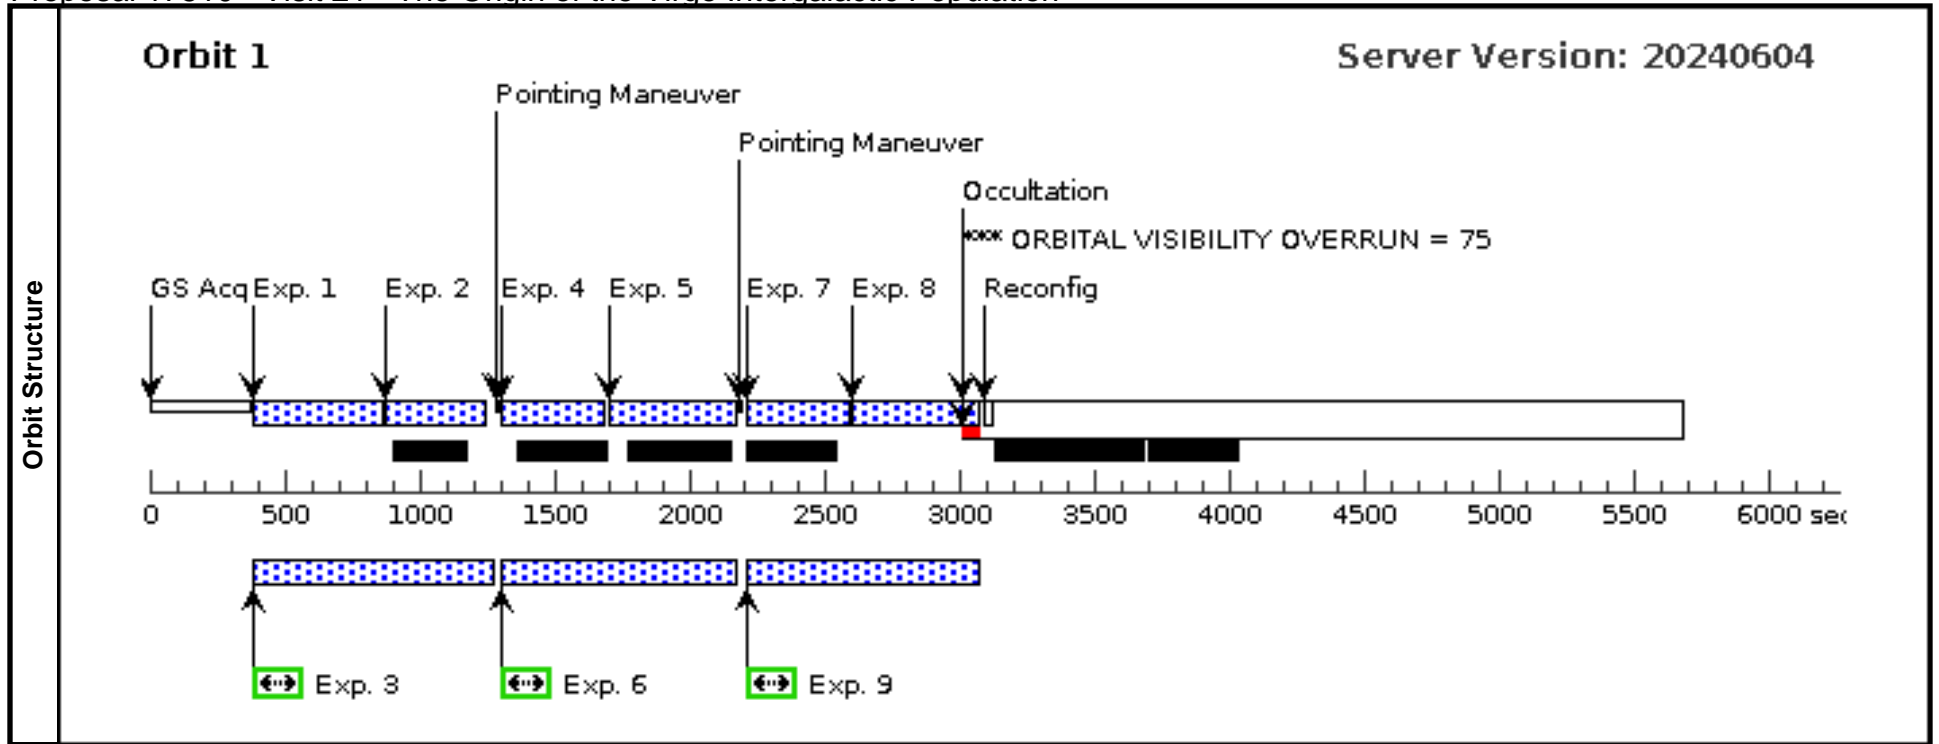 Orbit 1
Server Version: 20240604
Pointing Maneuver
Pointing Maneuver
Occultation
*** ORBITAL VISIBILITY OVERRUN = 75
GS Acq Exp. 1 Exp. 2 Exp. 4 Exp. 5 Exp. 7 Exp. 8 Reconfig
Orbit Structure
0 500 1000 1500 2000 2500 3000 3500 4000 4500 5000 5500 6000 sec
Exp. 3 Exp. 6 Exp. 9